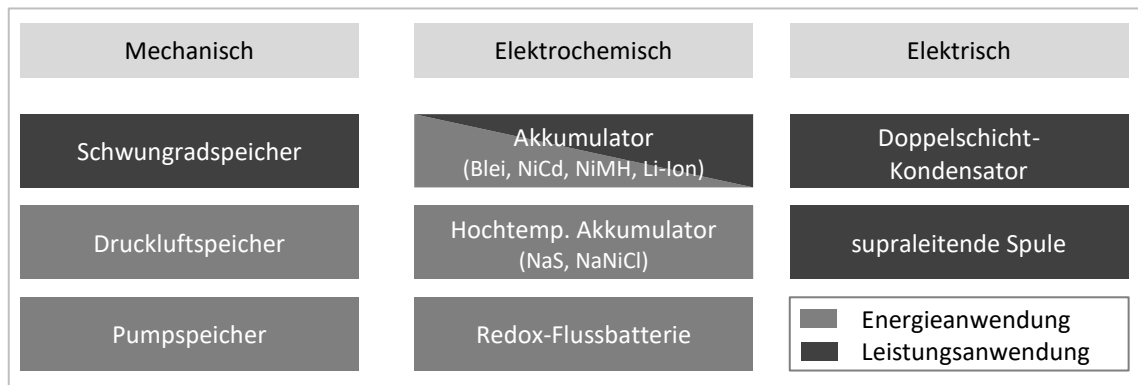 Mechanisch
Elektrochemisch
Elektrisch
Schwungradspeicher
Akkumulator
(Blei, NiCd, NiMH, Li-Ion)
Doppelschicht-
Kondensator
Druckluftspeicher
Hochtemp. Akkumulator
(NaS, NaNiCl)
supraleitende Spule
Pumpspeicher
Redox-Flussbatterie
Energieanwendung
Leistungsanwendung